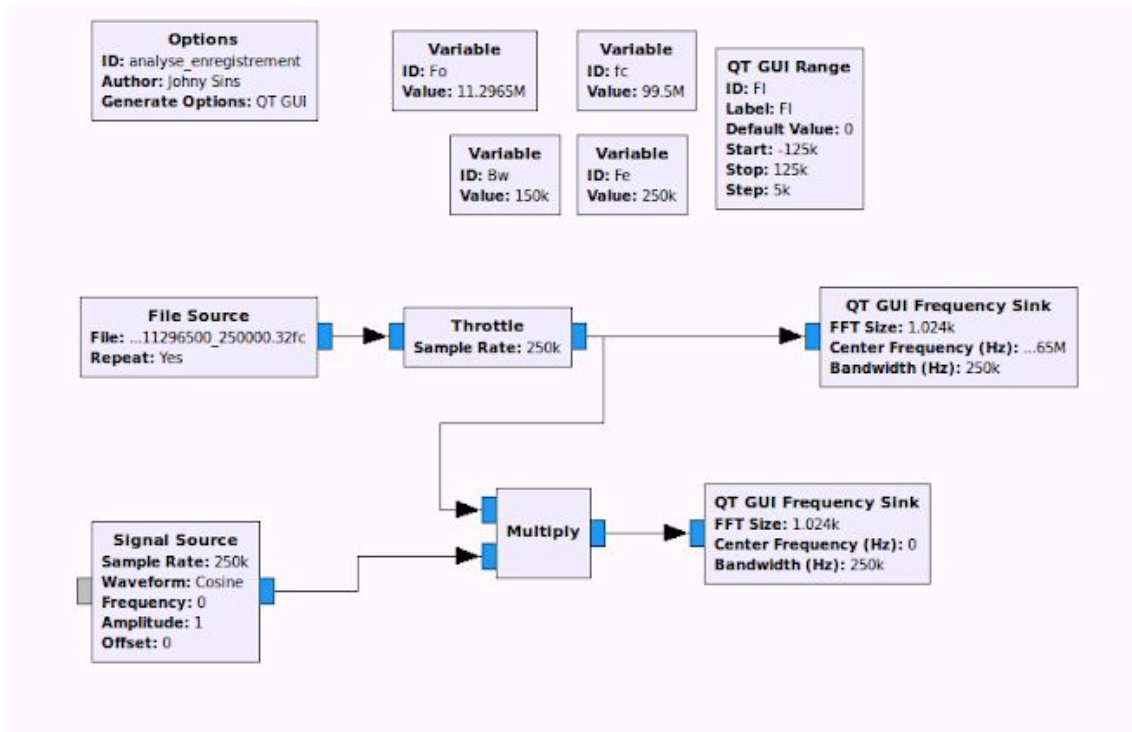 Options
ID: analyse_enregistrement
Author: Johny Sins
Generate Options: QT GUI
Variable
ID: Fo
Value: 11.2965M
Variable
ID: fc
Value: 99.5M
QT GUI Range
ID: Fl
Label: Fl
Default Value: 0
Start: -125k
Stop: 125k
Step: 5k
Variable
ID: Bw
Value: 150k
Variable
ID: Fe
Value: 250k
File Source
File: ...11296500_250000.32fc
Repeat: Yes
Throttle
Sample Rate: 250k
QT GUI Frequency Sink
FFT Size: 1.024k
Center Frequency (Hz): ...65M
Bandwidth (Hz): 250k
Signal Source
Sample Rate: 250k
Waveform: Cosine
Frequency: 0
Amplitude: 1
Offset: 0
Multiply
QT GUI Frequency Sink
FFT Size: 1.024k
Center Frequency (Hz): 0
Bandwidth (Hz): 250k